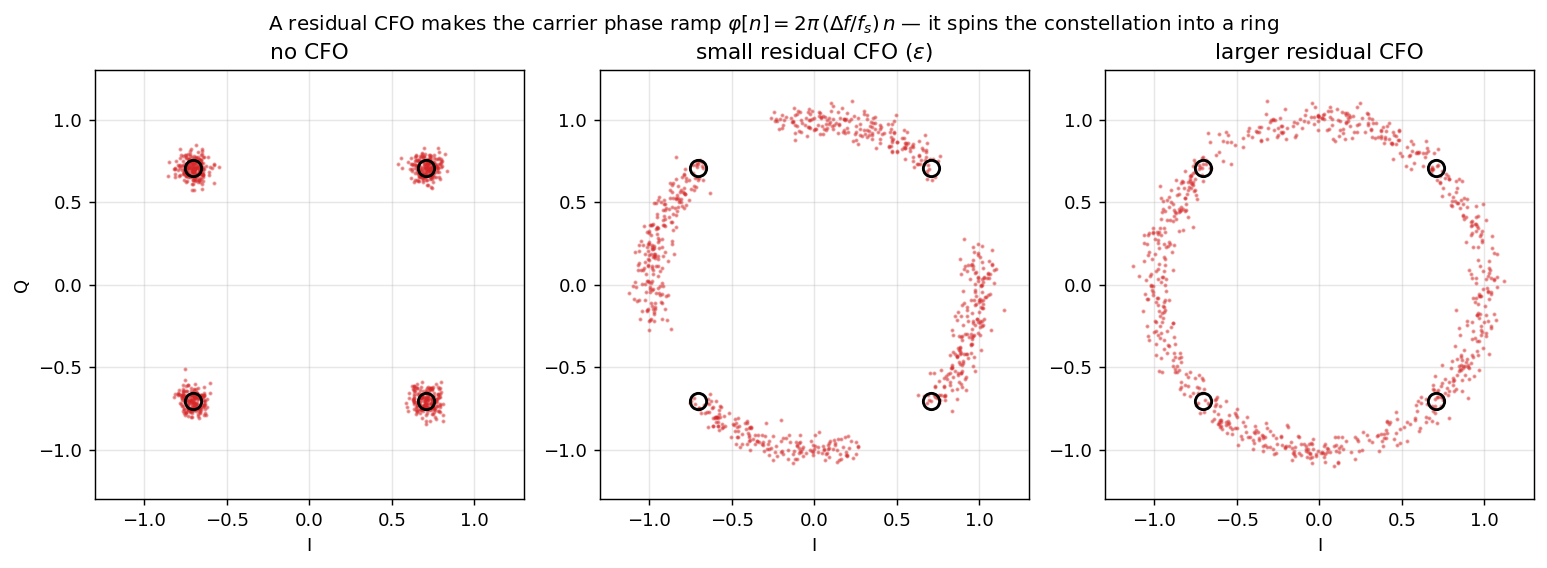 A residual CFO makes the carrier phase ramp φ[n] = 2π (Δf/fₛ) n — it spins the constellation into a ring
no CFO
small residual CFO (ε)
larger residual CFO
Q
1.0
0.5
0.0
−0.5
−1.0
−1.0 −0.5 0.0 0.5 1.0
I
1.0
0.5
0.0
−0.5
−1.0
−1.0 −0.5 0.0 0.5 1.0
I
1.0
0.5
0.0
−0.5
−1.0
−1.0 −0.5 0.0 0.5 1.0
I